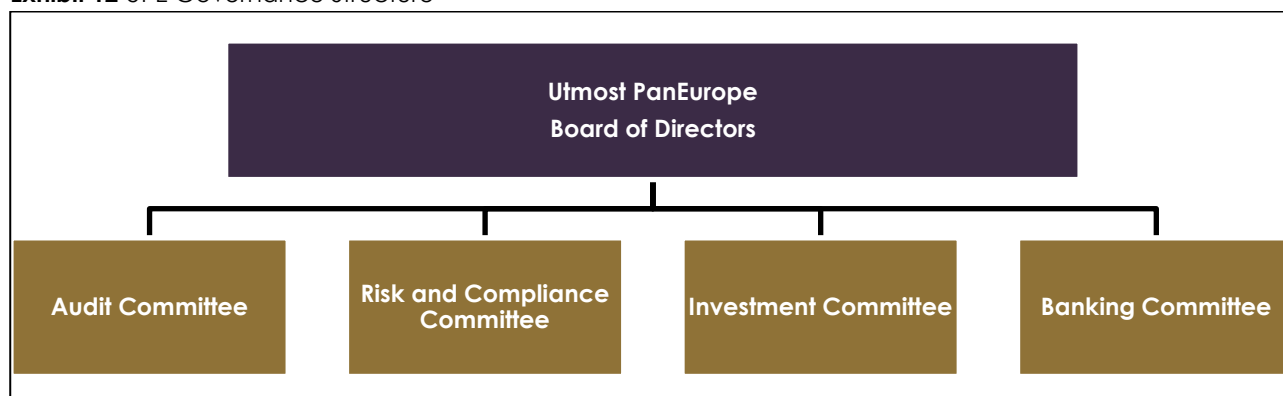 Utmost PanEurope
Board of Directors
Audit Committee
Risk and Compliance
Committee
Investment Committee
Banking Committee